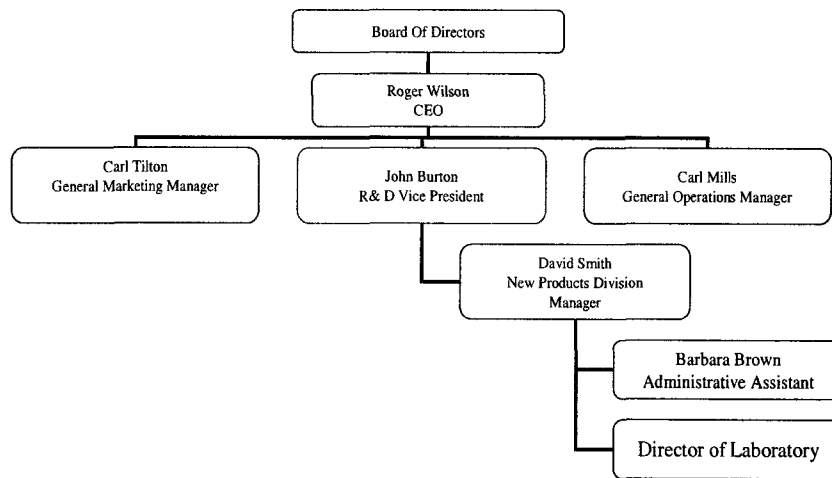 Board Of Directors
Roger Wilson
CEO
Carl Tilton
General Marketing Manager
John Burton
R& D Vice President
Carl Mills
General Operations Manager
David Smith
New Products Division
Manager
Barbara Brown
Administrative Assistant
Director of Laboratory